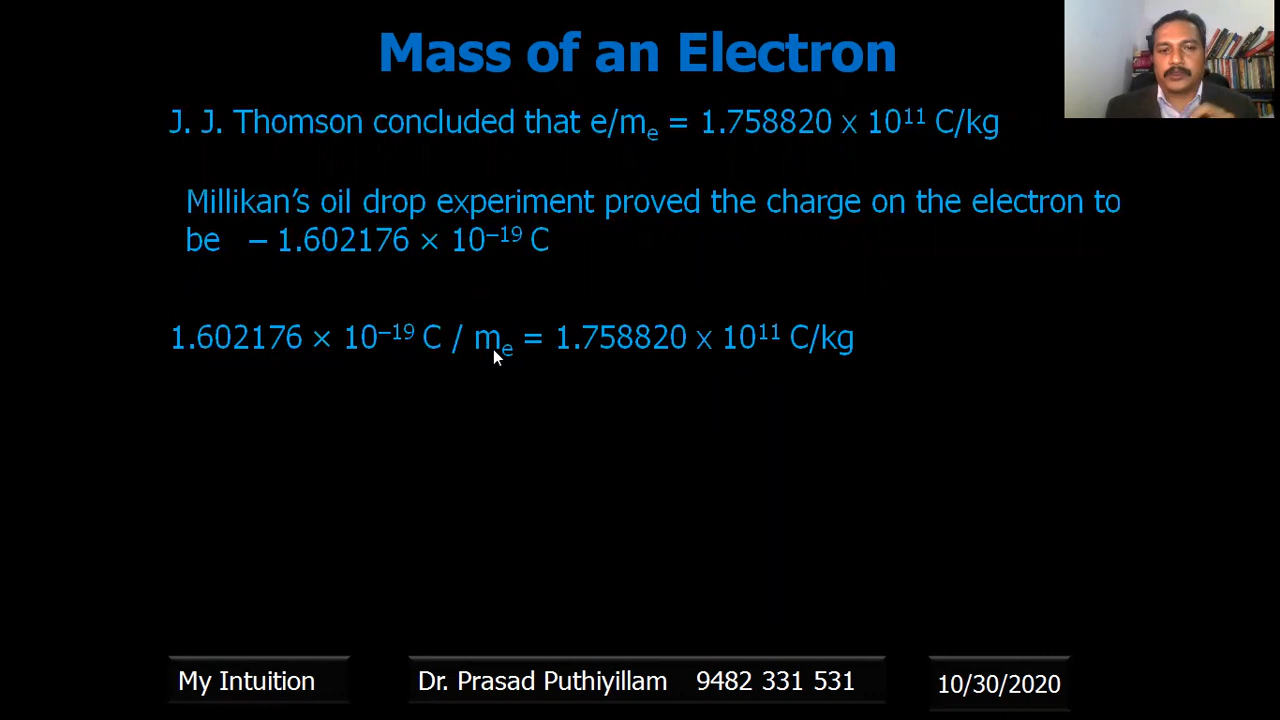 Mass of an Electron
J. J. Thomson concluded that e/mₑ = 1.758820 x 10¹¹ C/kg
Millikan’s oil drop experiment proved the charge on the electron to
be – 1.602176 × 10⁻¹⁹ C
1.602176 × 10⁻¹⁹ C / mₑ = 1.758820 x 10¹¹ C/kg
My Intuition
Dr. Prasad Puthiyillam 9482 331 531
10/30/2020